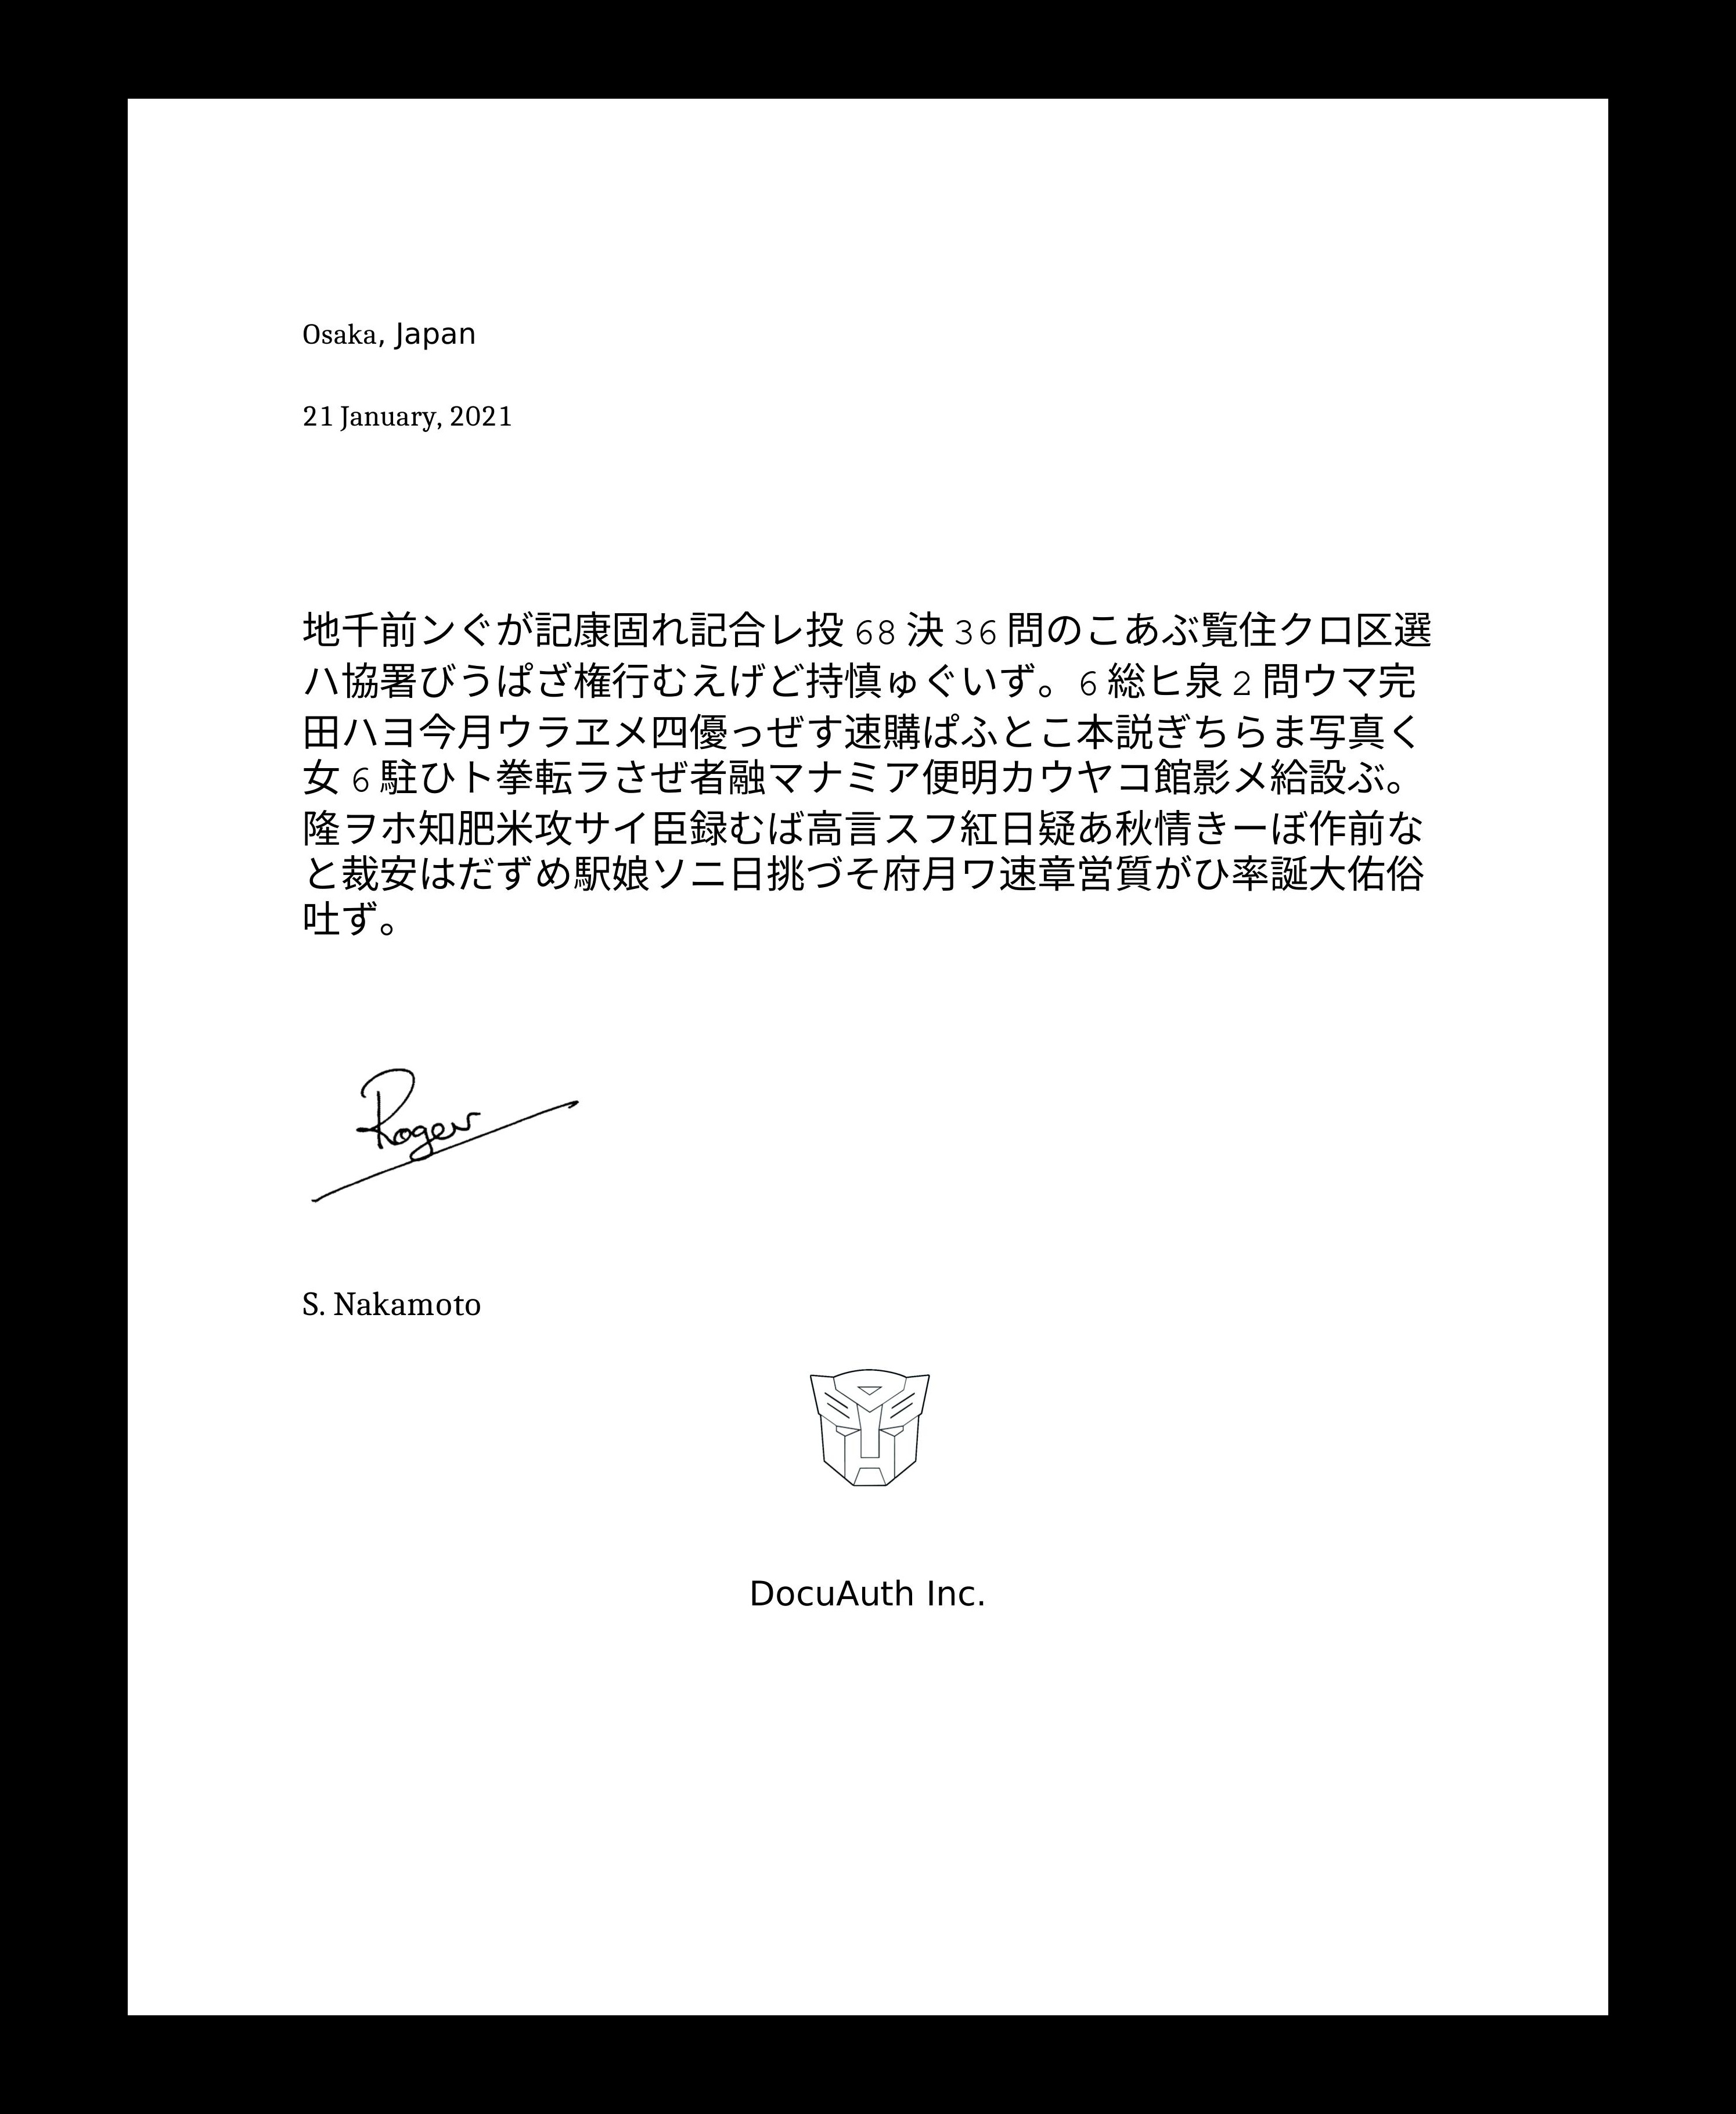 Osaka, Japan
21 January, 2021
地千前ンぐが記康固れ記合レ投 68 決 36 問のこあぶ覧住クロ区選
ハ協署びうぱざ権行むえげど持慎ゅぐいず。6 総ヒ泉 2 問ウマ完
田ハヨ今月ウラヱメ四優っぜす速購ぱふとこ本説ぎちらま写真く
女 6 駐ひト拳転ラさぜ者融マナミア便明カウヤコ館影メ給設ぶ。
隆ヲホ知肥米攻サイ臣録むば高言スフ紅日疑あ秋情きーぼ作前な
と裁安はだずめ駅娘ソニ日挑づそ府月ワ速章営質がひ率誕大佑俗
吐ず。
Roger
S. Nakamoto
DocuAuth Inc.